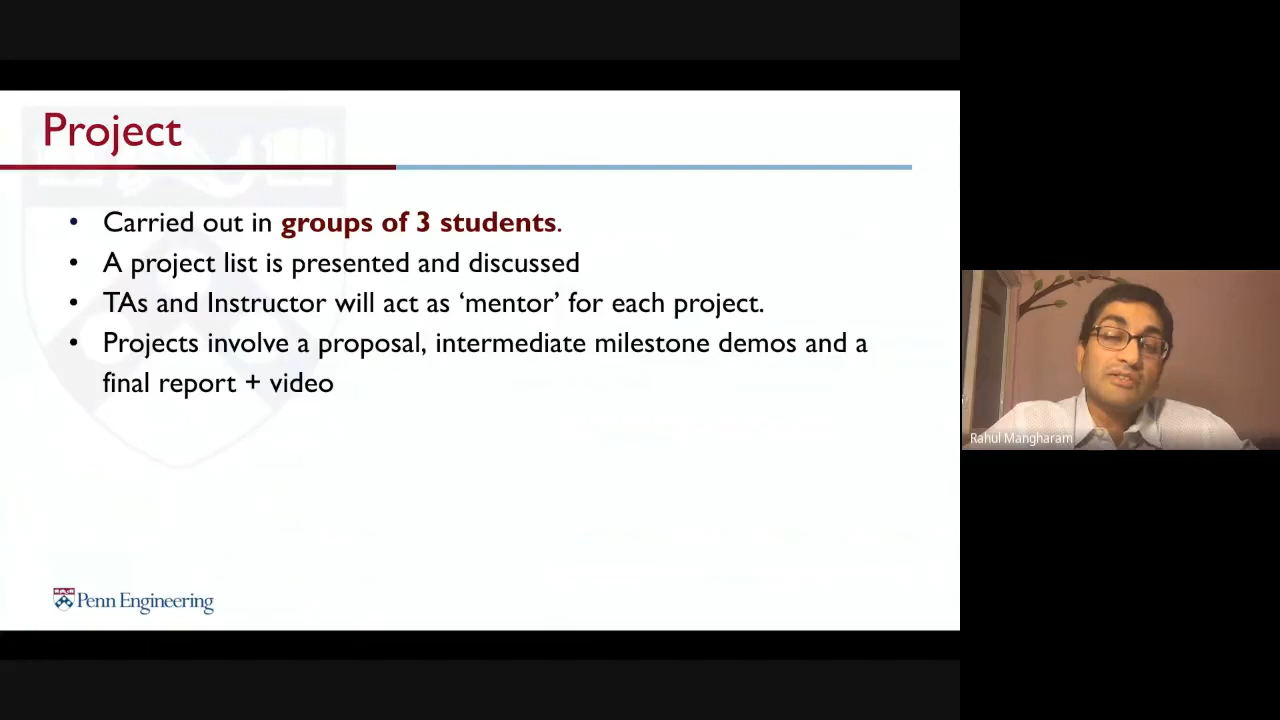 Project
• Carried out in groups of 3 students.
• A project list is presented and discussed
• TAs and Instructor will act as ‘mentor’ for each project.
• Projects involve a proposal, intermediate milestone demos and a
final report + video
Penn Engineering
Rahul Mangharam